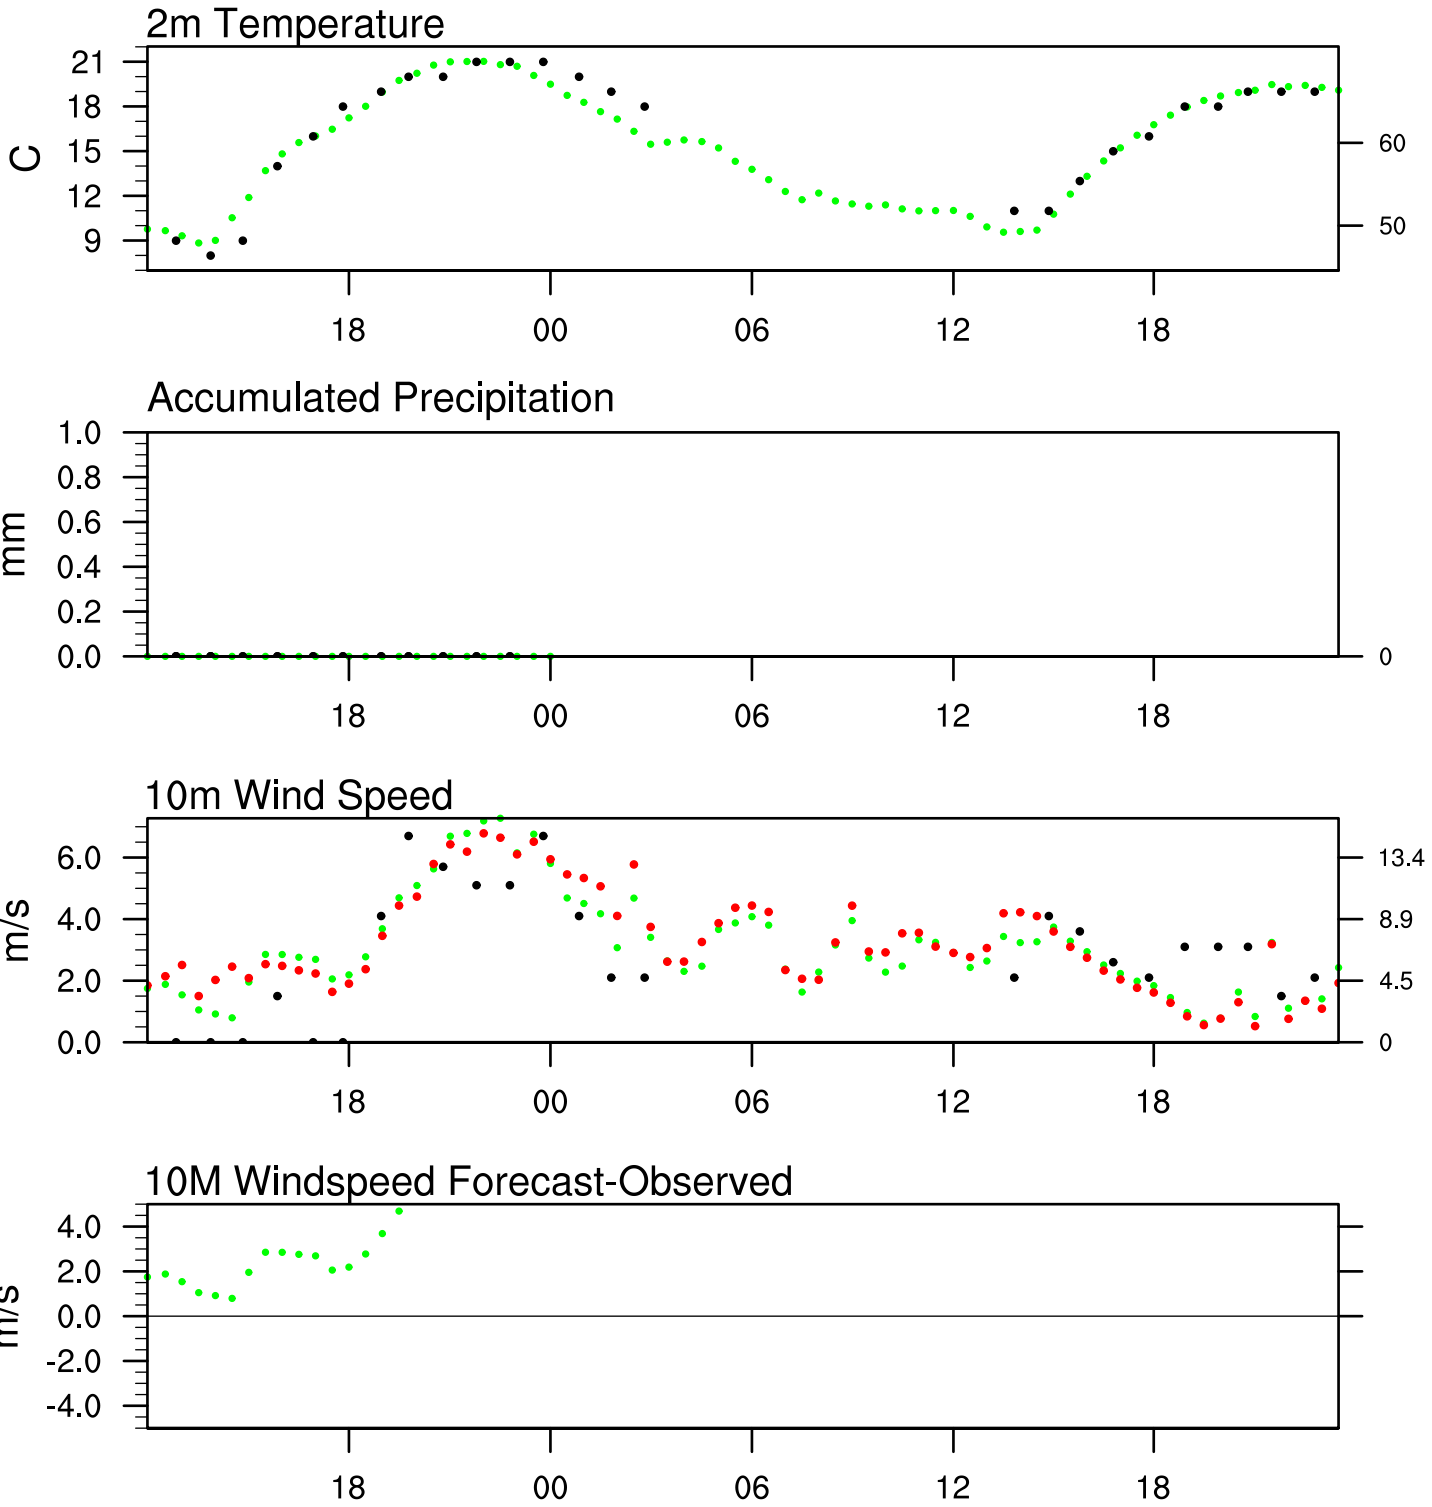 2m Temperature
21
18
15
12
9
C
60
50
18 00 06 12 18
Accumulated Precipitation
1.0
0.8
0.6
0.4
0.2
0.0
mm
0
18 00 06 12 18
10m Wind Speed
6.0
4.0
2.0
0.0
m/s
13.4
8.9
4.5
0
18 00 06 12 18
10M Windspeed Forecast-Observed
4.0
2.0
0.0
-2.0
-4.0
m/s
18 00 06 12 18